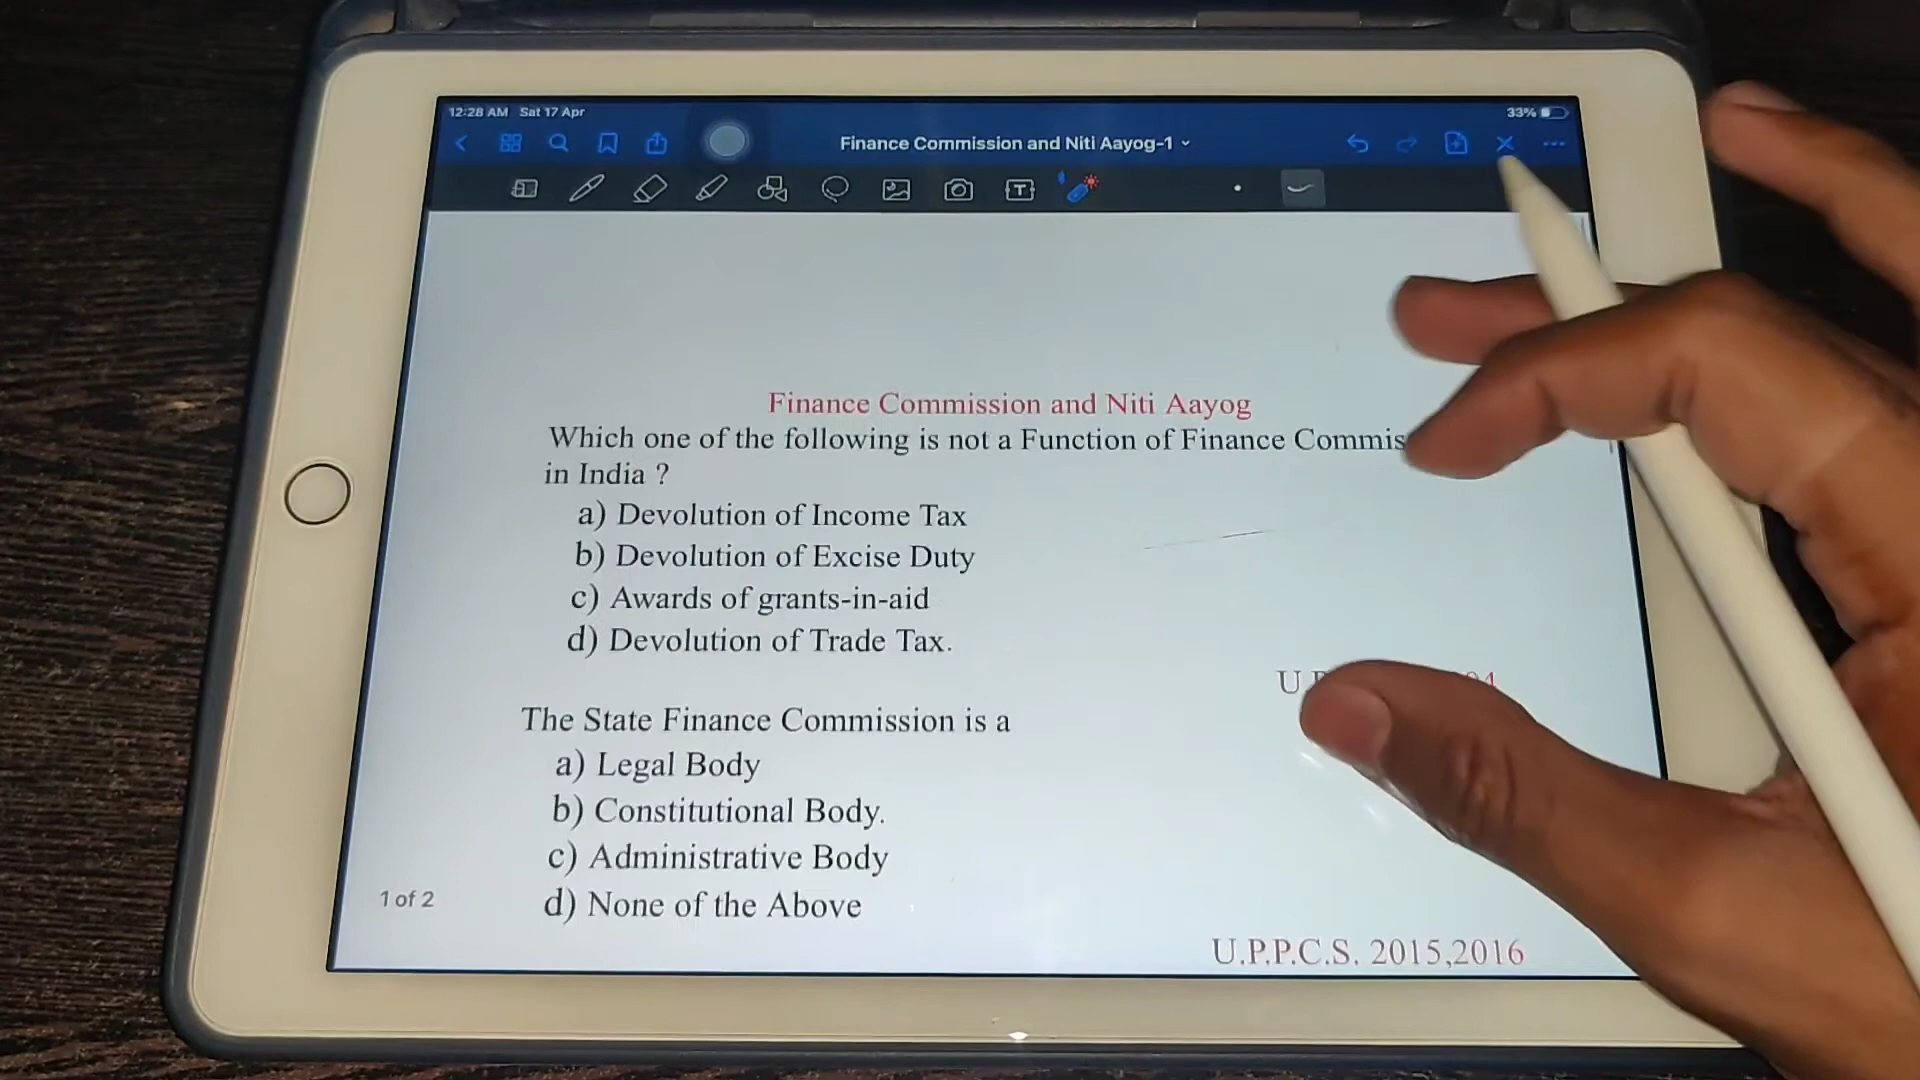 12:28 AM Sat 17 Apr
33%
Finance Commission and Niti Aayog-1
Finance Commission and Niti Aayog
Which one of the following is not a Function of Finance Commis
in India ?
a) Devolution of Income Tax
b) Devolution of Excise Duty
c) Awards of grants-in-aid
d) Devolution of Trade Tax.
The State Finance Commission is a
a) Legal Body
b) Constitutional Body.
c) Administrative Body
d) None of the Above
1 of 2
U.P.P.C.S. 2015,2016